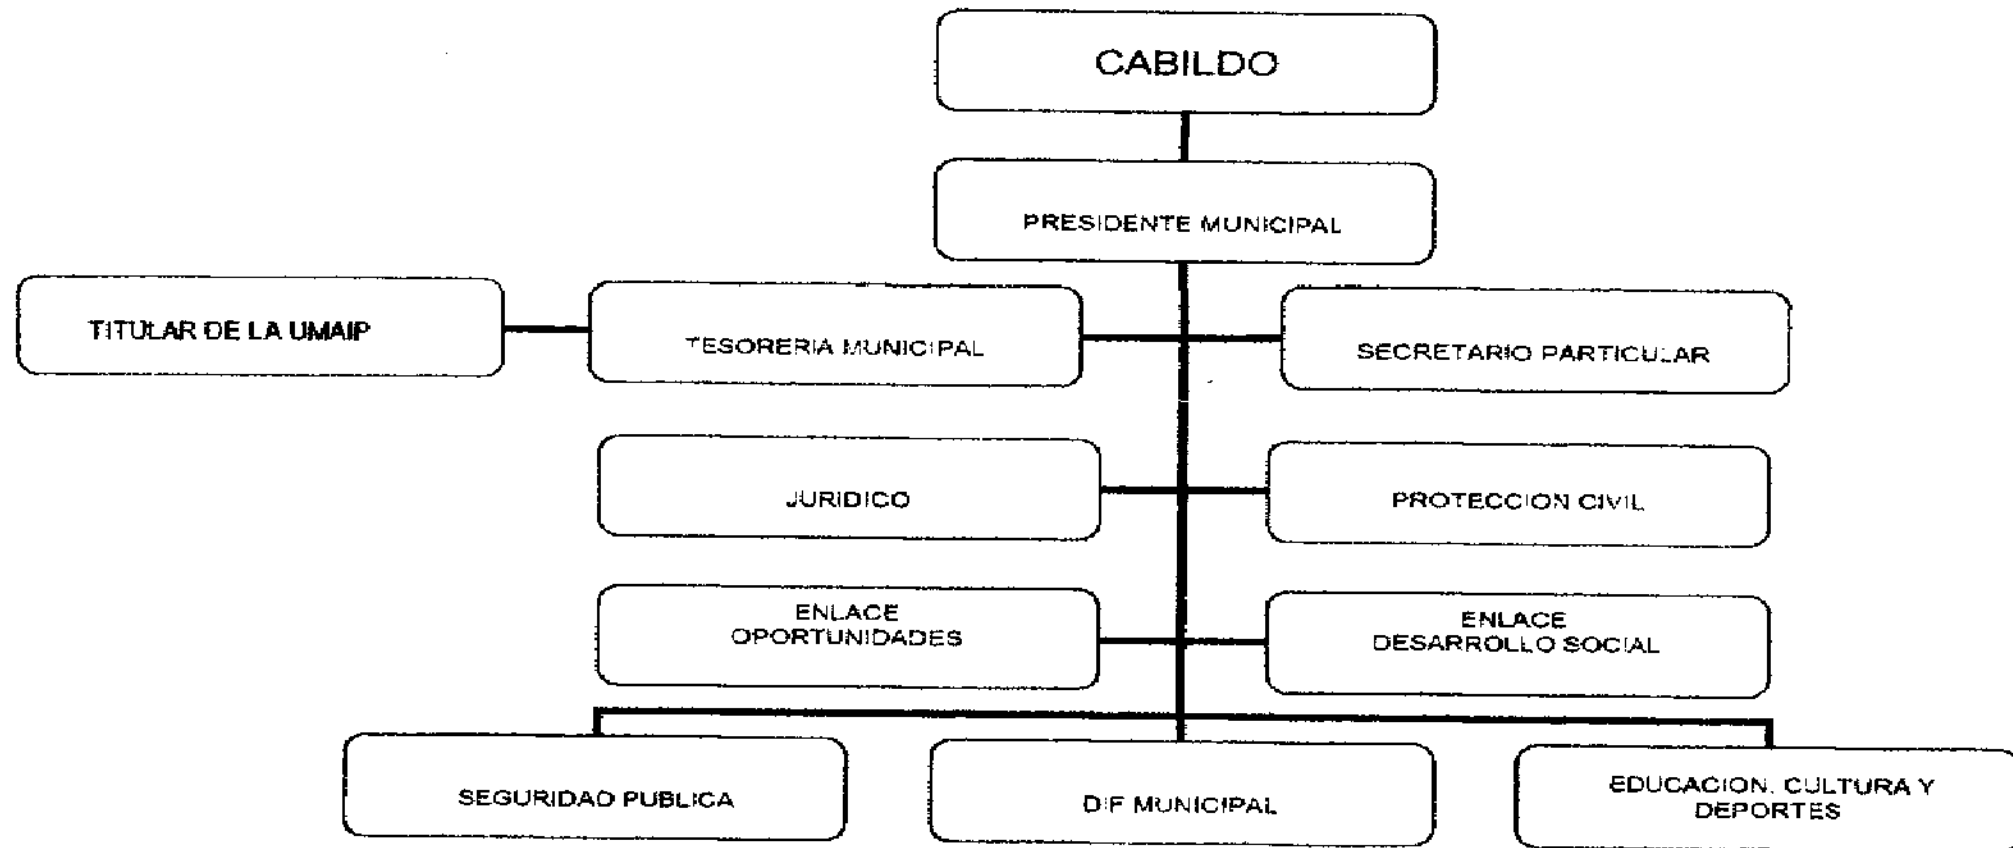 CABILDO
PRESIDENTE MUNICIPAL
TITULAR DE LA UMAIP
TESORERIA MUNICIPAL
SECRETARIO PARTICULAR
JURIDICO
PROTECCION CIVIL
ENLACE
OPORTUNIDADES
ENLACE
DESARROLLO SOCIAL
SEGURIDAD PUBLICA
DIF MUNICIPAL
EDUCACION, CULTURA Y
DEPORTES